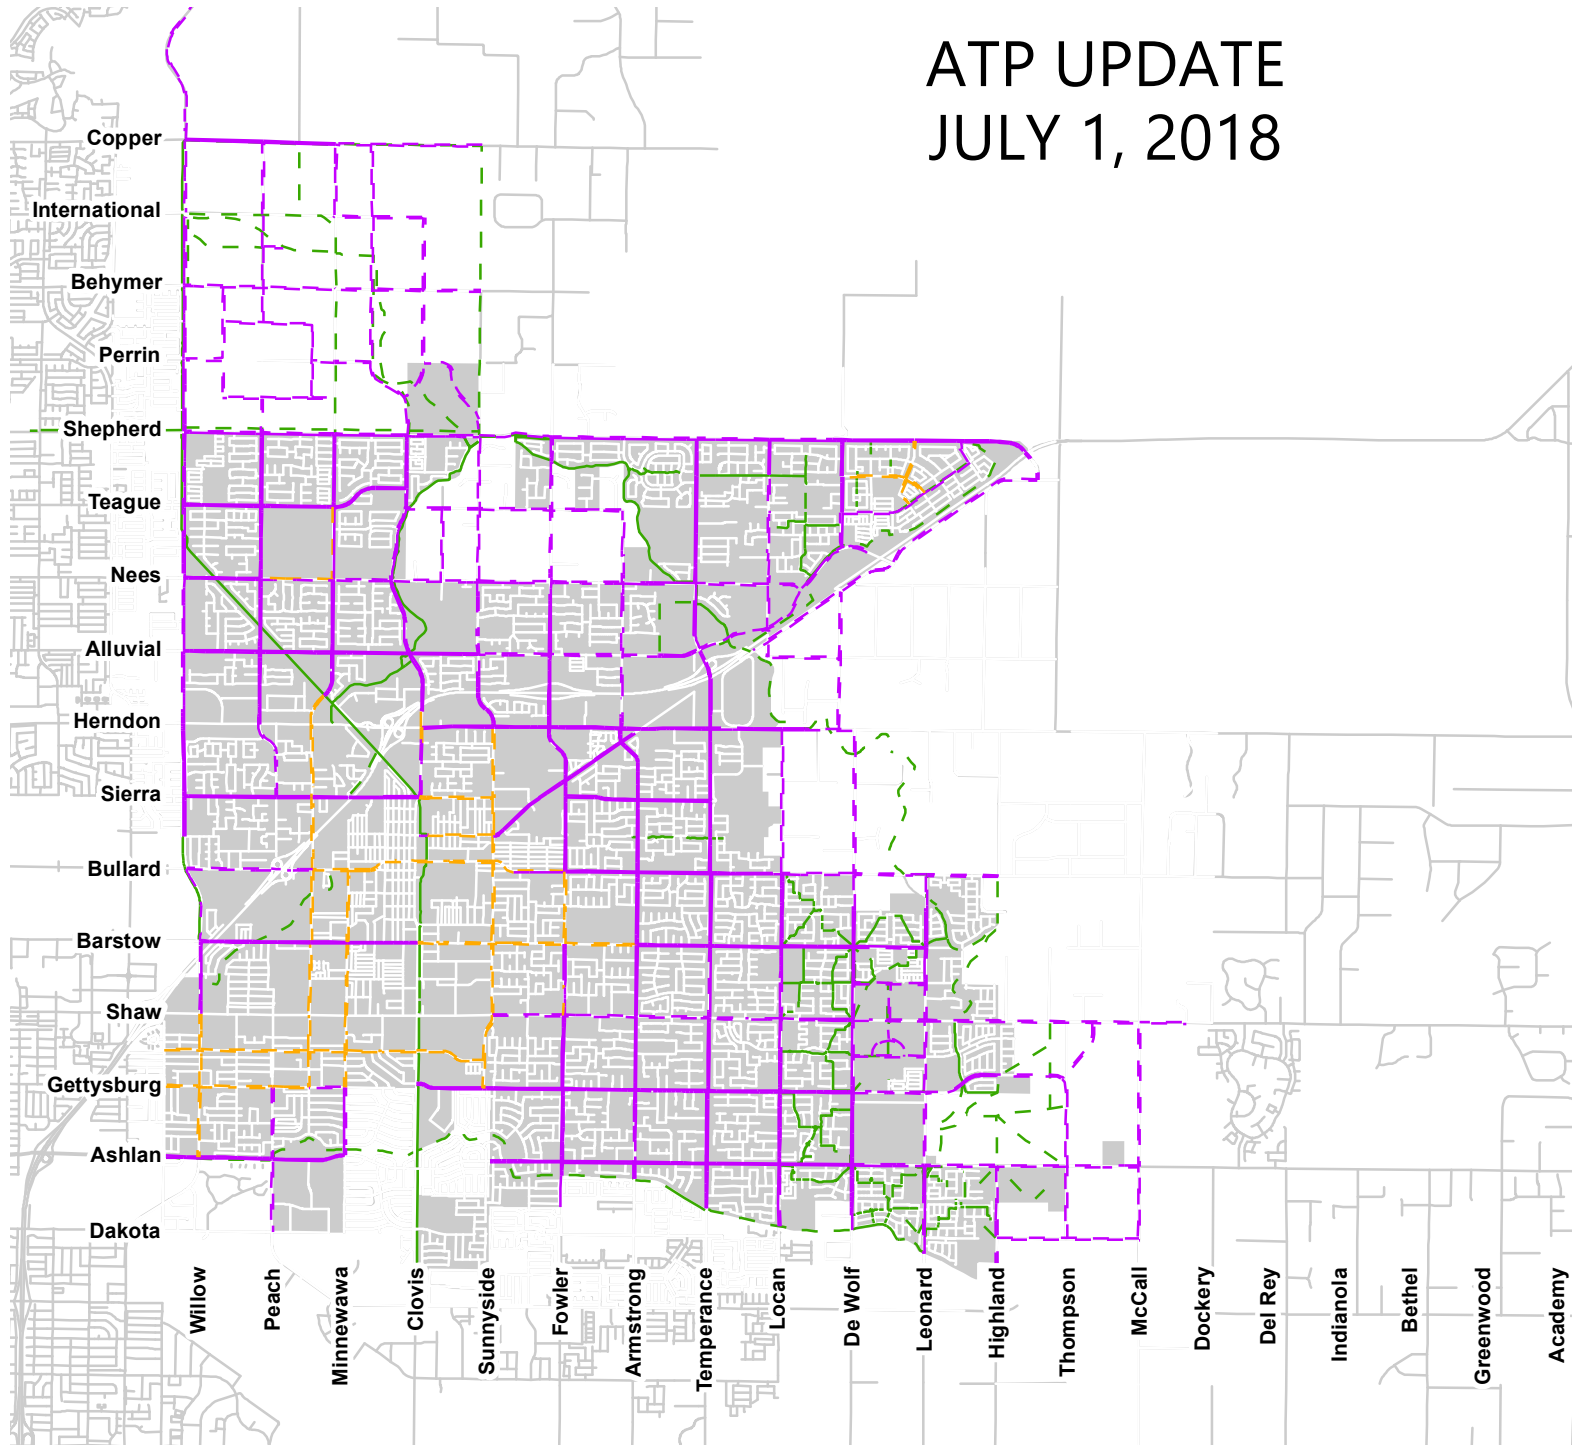 ATP UPDATE
JULY 1, 2018
Copper
International
Behymer
Perrin
Shepherd
Teague
Nees
Alluvial
Herndon
Sierra
Bullard
Barstow
Shaw
Gettysburg
Ashlan
Dakota
Willow
Peach
Minnewawa
Clovis
Sunnyside
Fowler
Armstrong
Temperance
Locan
De Wolf
Leonard
Highland
Thompson
McCall
Dockery
Del Rey
Indianola
Bethel
Greenwood
Academy